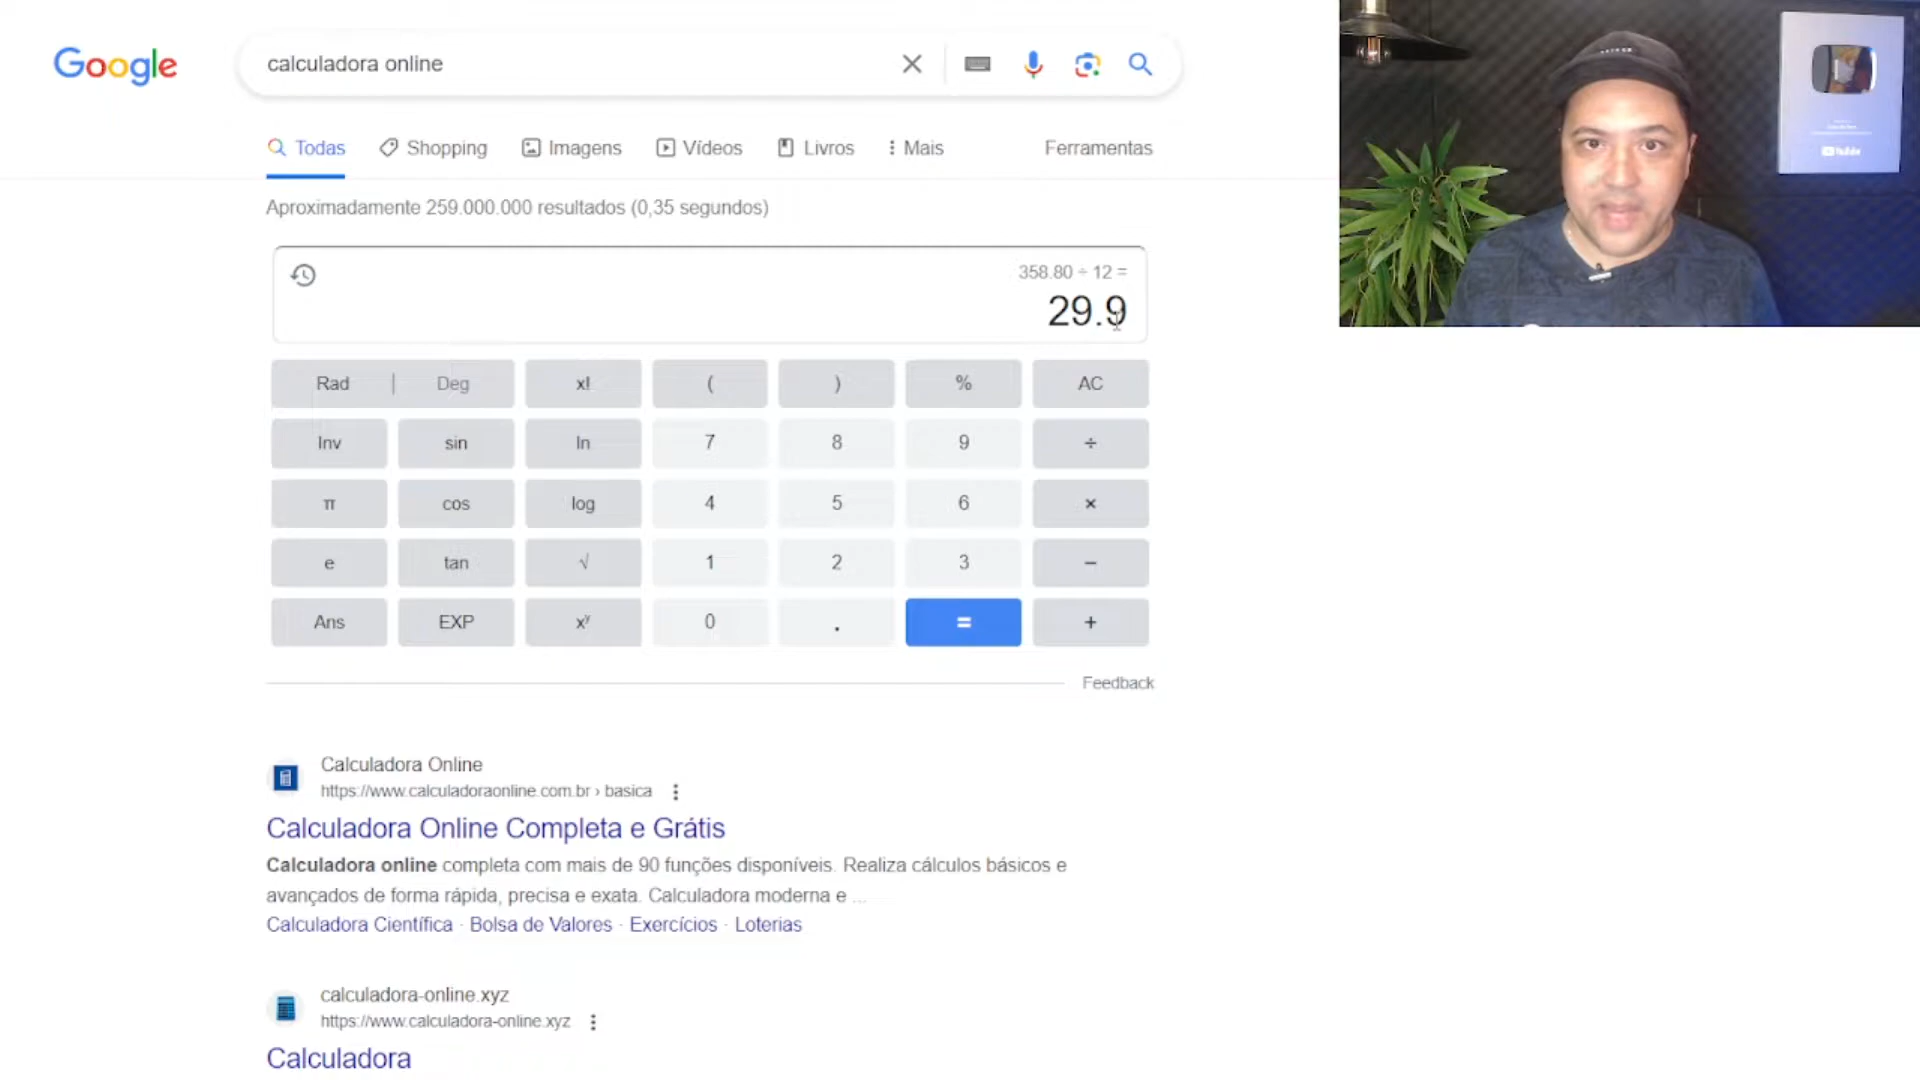 Google
calculadora online
Todas
Shopping
Imagens
Vídeos
Livros
Mais
Ferramentas
Aproximadamente 259.000.000 resultados (0,35 segundos)
358.80 ÷ 12 =
29.9
Rad | Deg
x!
(
)
%
AC
Inv
sin
ln
7
8
9
÷
π
cos
log
4
5
6
×
e
tan
√
1
2
3
−
Ans
EXP
xʸ
0
.
=
+
Feedback
Calculadora Online
https://www.calculadoraonline.com.br › basica
Calculadora Online Completa e Grátis
Calculadora online completa com mais de 90 funções disponíveis. Realiza cálculos básicos e
avançados de forma rápida, precisa e exata. Calculadora moderna e ...
Calculadora Científica · Bolsa de Valores · Exercícios · Loterias
calculadora-online.xyz
https://www.calculadora-online.xyz
Calculadora
YouTube